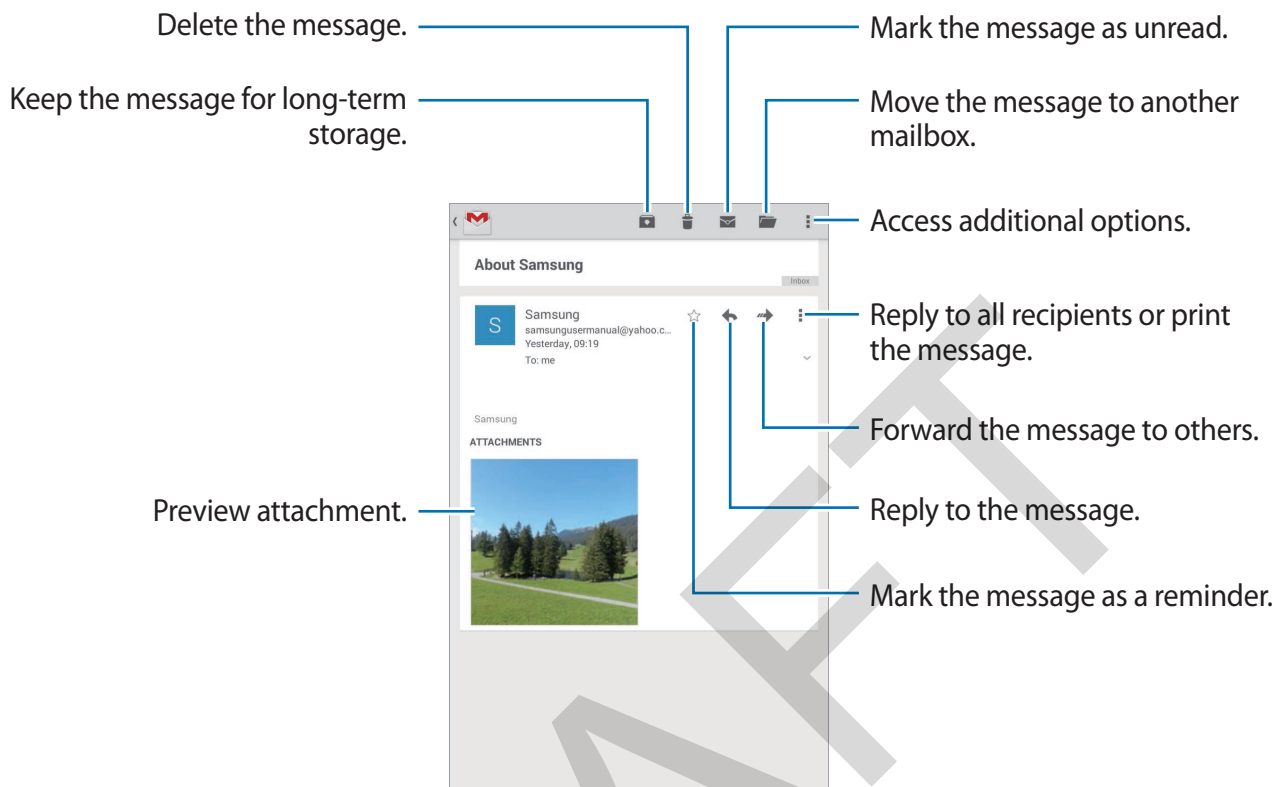 Delete the message.
Mark the message as unread.
Keep the message for long-term
storage.
Move the message to another
mailbox.
Access additional options.
About Samsung
Inbox
S
Samsung
samsungusermanual@yahoo.c...
Yesterday, 09:19
To: me
Reply to all recipients or print
the message.
Samsung
ATTACHMENTS
Forward the message to others.
Preview attachment.
Reply to the message.
Mark the message as a reminder.
AFT